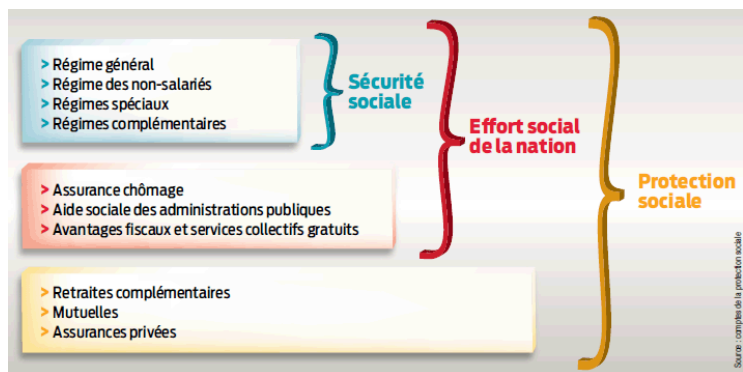 > Régime général
> Régime des non-salariés
> Régimes spéciaux
> Régimes complémentaires
Sécurité
sociale
> Assurance chômage
> Aide sociale des administrations publiques
> Avantages fiscaux et services collectifs gratuits
Effort social
de la nation
> Retraites complémentaires
> Mutuelles
> Assurances privées
Protection
sociale
Source : comptes de la protection sociale